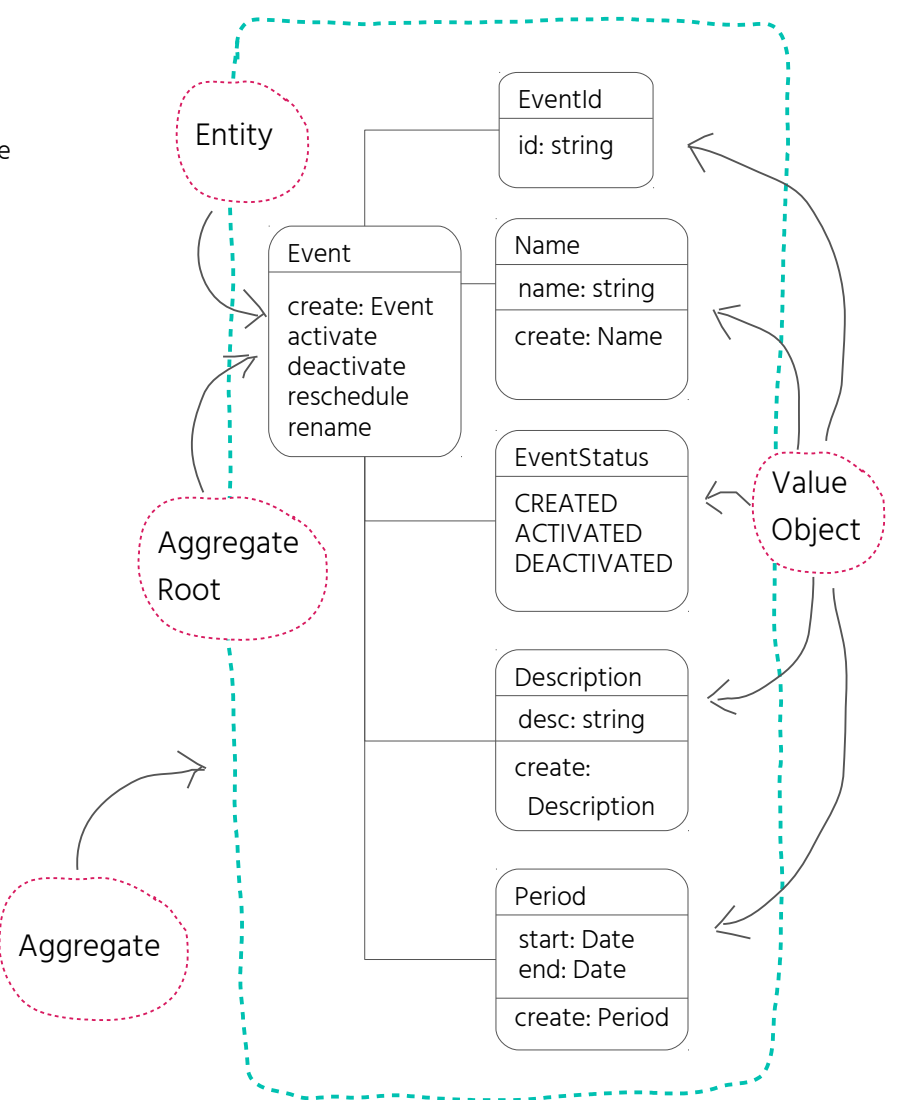 e
Entity
EventId
id: string
Event
create: Event
activate
deactivate
reschedule
rename
Name
name: string
create: Name
EventStatus
CREATED
ACTIVATED
DEACTIVATED
Value
Object
Aggregate
Root
Description
desc: string
create:
Description
Aggregate
Period
start: Date
end: Date
create: Period